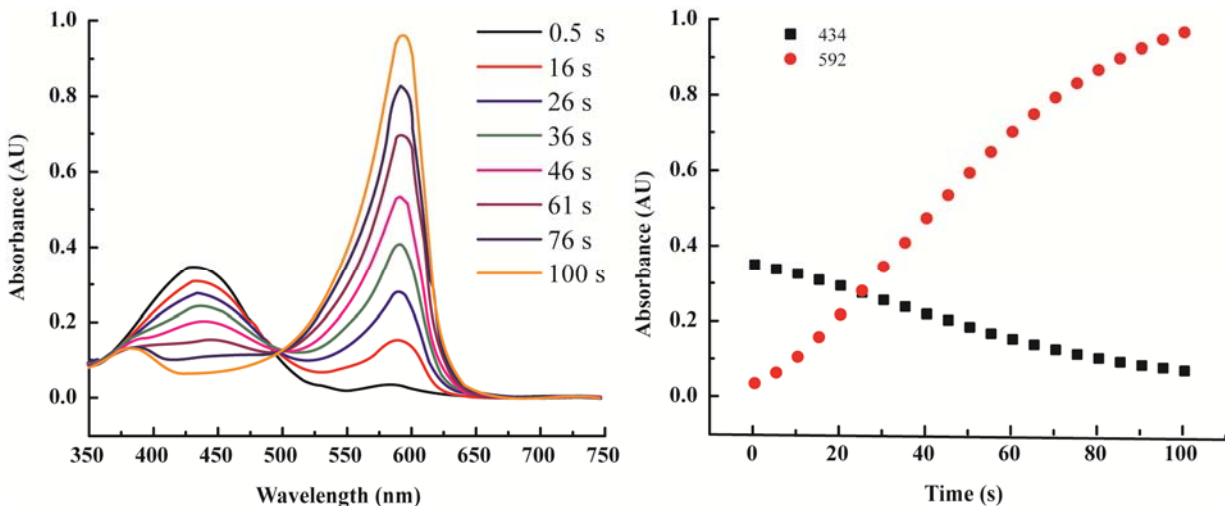 1.0
0.8
0.6
0.4
0.2
0.0
Absorbance (AU)
350 400 450 500 550 600 650 700 750
Wavelength (nm)
0.5 s
16 s
26 s
36 s
46 s
61 s
76 s
100 s
1.0
0.8
0.6
0.4
0.2
0.0
Absorbance (AU)
0 20 40 60 80 100
Time (s)
434
592